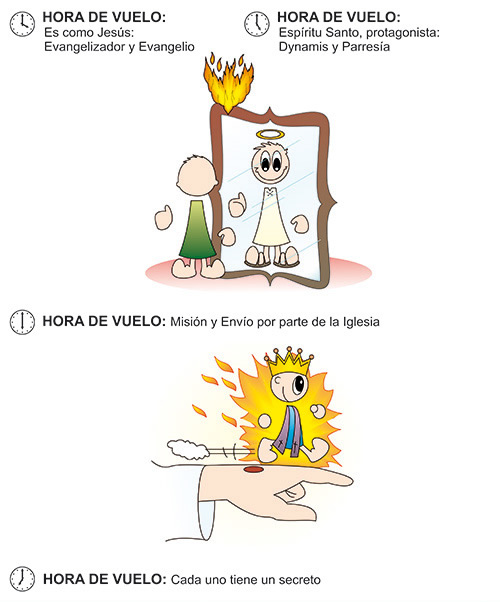 HORA DE VUELO:
Es como Jesús:
Evangelizador y Evangelio
HORA DE VUELO:
Espíritu Santo, protagonista:
Dynamis y Parresía
HORA DE VUELO: Misión y Envío por parte de la Iglesia
HORA DE VUELO: Cada uno tiene un secreto